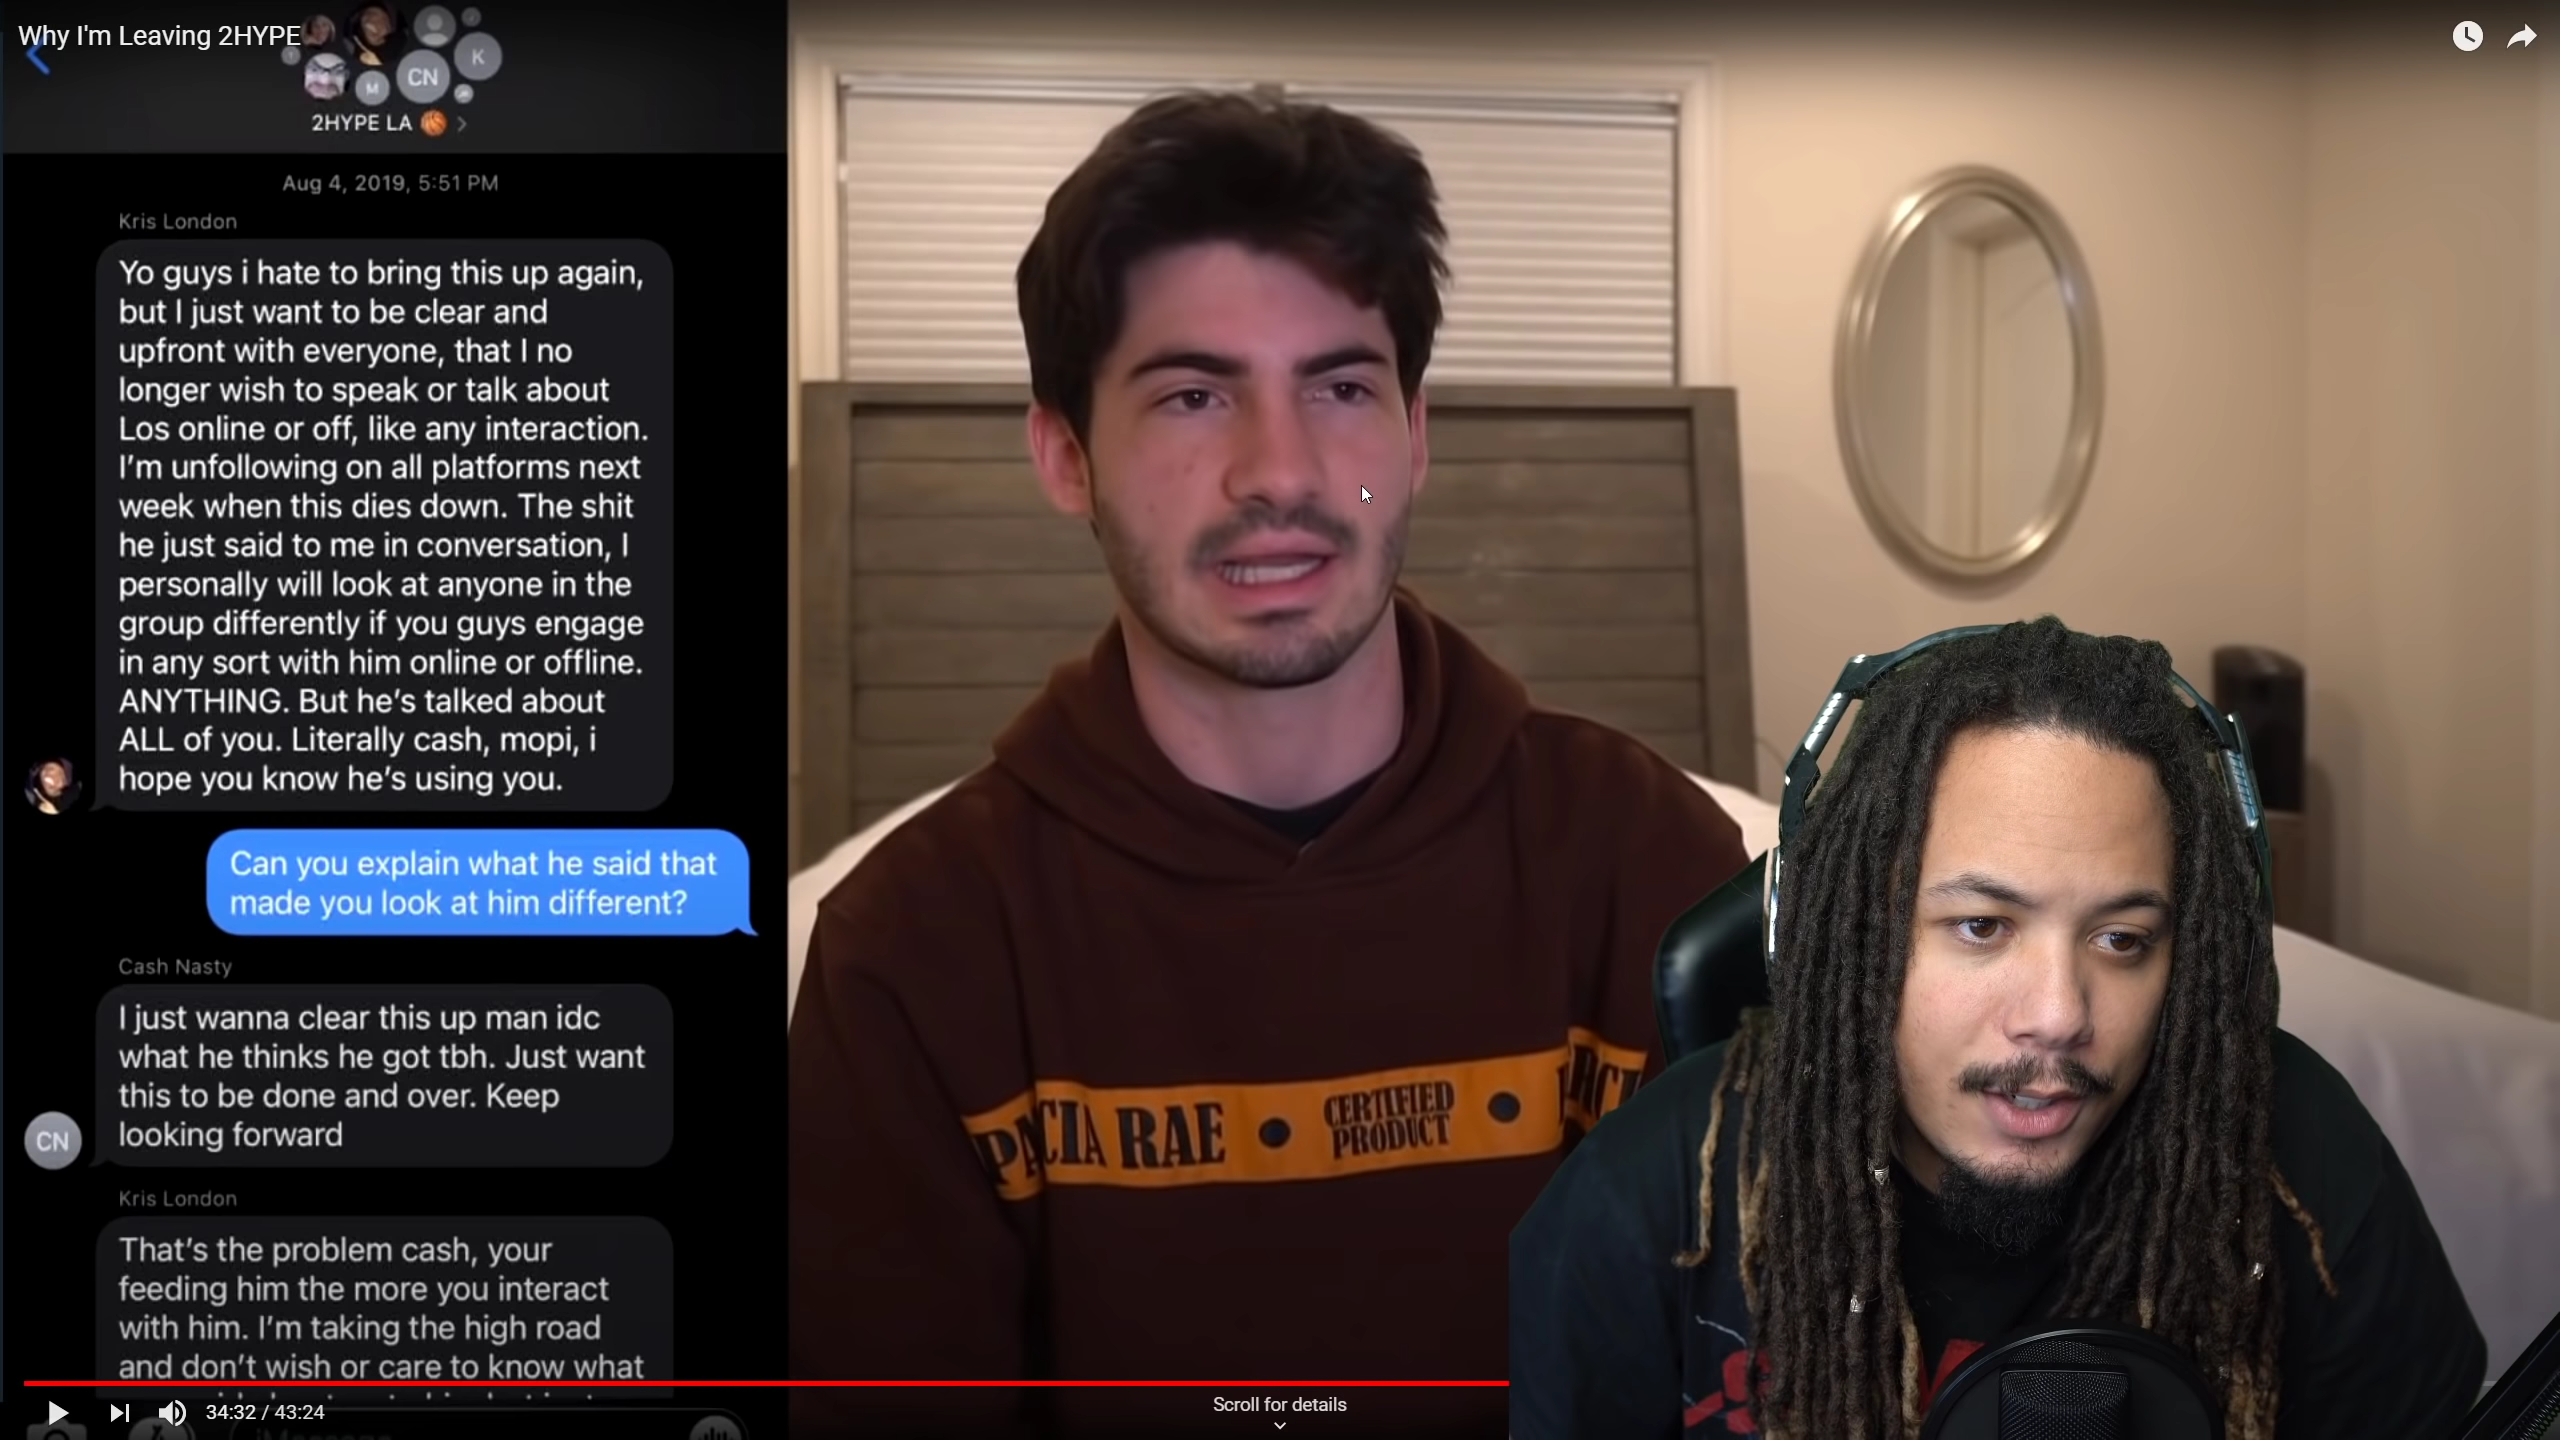 Why I'm Leaving 2HYPE
K
CN
M
2HYPE LA 🏀 >
Aug 4, 2019, 5:51 PM
Kris London
Yo guys i hate to bring this up again,
but I just want to be clear and
upfront with everyone, that I no
longer wish to speak or talk about
Los online or off, like any interaction.
I'm unfollowing on all platforms next
week when this dies down. The shit
he just said to me in conversation, I
personally will look at anyone in the
group differently if you guys engage
in any sort with him online or offline.
ANYTHING. But he's talked about
ALL of you. Literally cash, mopi, i
hope you know he's using you.
Can you explain what he said that
made you look at him different?
Cash Nasty
I just wanna clear this up man idc
what he thinks he got tbh. Just want
this to be done and over. Keep
looking forward
CN
Kris London
That's the problem cash, your
feeding him the more you interact
with him. I'm taking the high road
and don't wish or care to know what
RAE • CERTIFIED PRODUCT •
34:32 / 43:24
Scroll for details